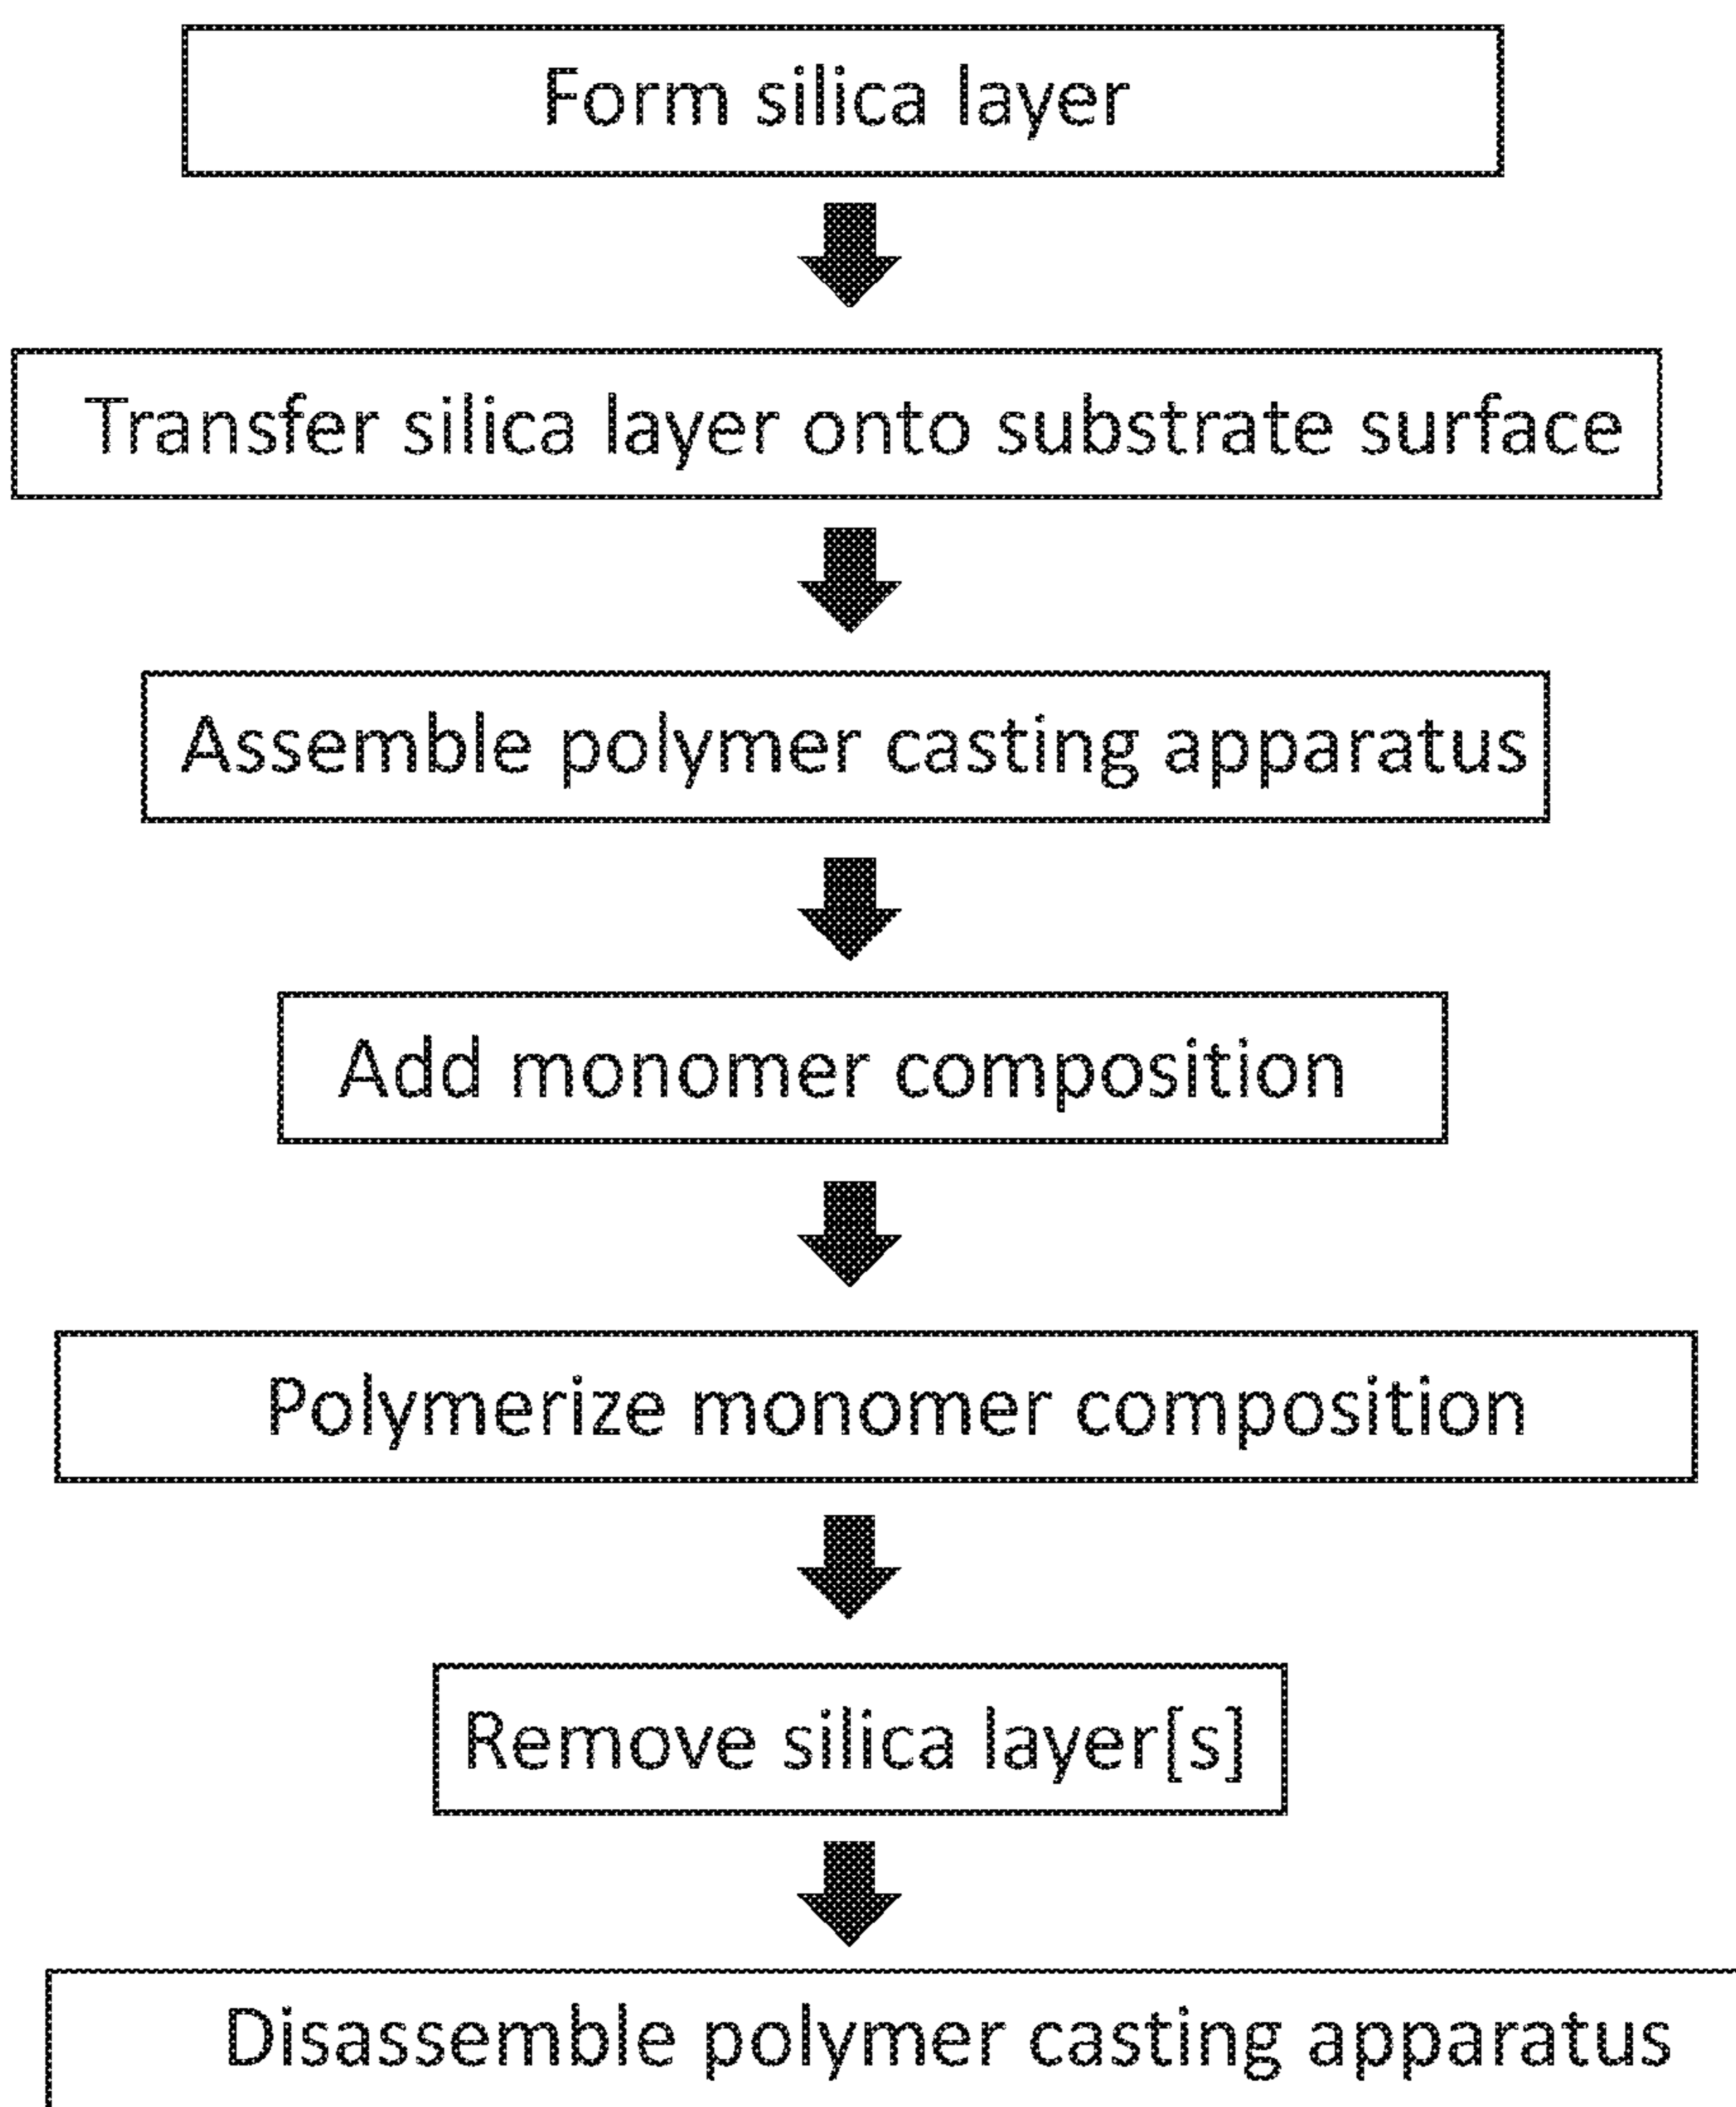 Form silica layer
Transfer silica layer onto substrate surface
Assemble polymer casting apparatus
Add monomer composition
Polymerize monomer composition
Remove silica layer[s]
Disassemble polymer casting apparatus